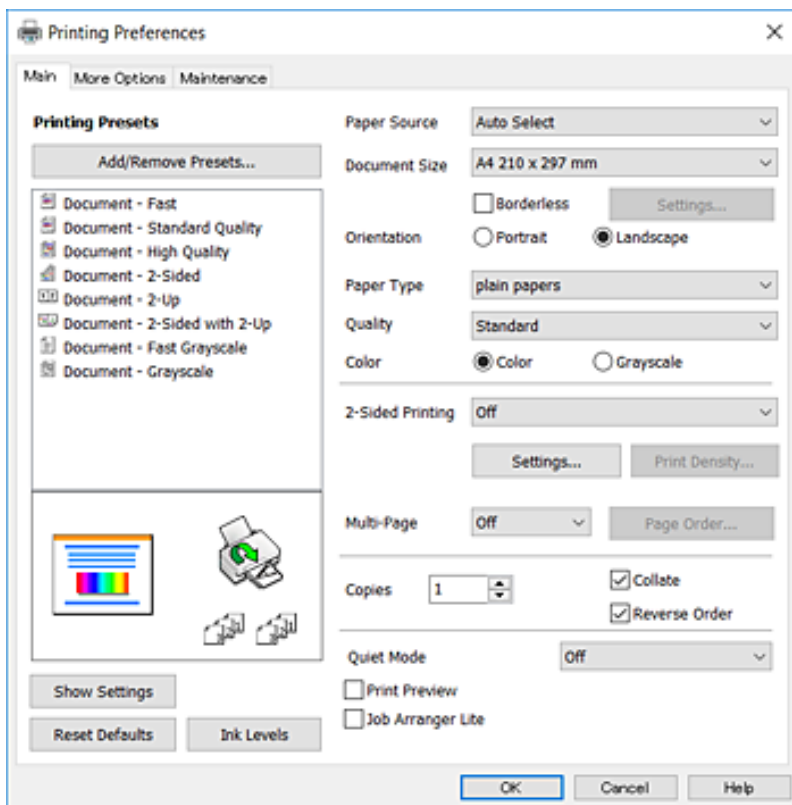 Printing Preferences
Main More Options Maintenance
Printing Presets
Add/Remove Presets...
Document - Fast
Document - Standard Quality
Document - High Quality
Document - 2-Sided
Document - 2-Up
Document - 2-Sided with 2-Up
Document - Fast Grayscale
Document - Grayscale
Show Settings
Reset Defaults Ink Levels
Paper Source Auto Select
Document Size A4 210 x 297 mm
Borderless Settings...
Orientation Portrait Landscape
Paper Type plain papers
Quality Standard
Color Color Grayscale
2-Sided Printing Off
Settings... Print Density...
Multi-Page Off Page Order...
Copies 1 Collate
Reverse Order
Quiet Mode Off
Print Preview
Job Arranger Lite
OK Cancel Help